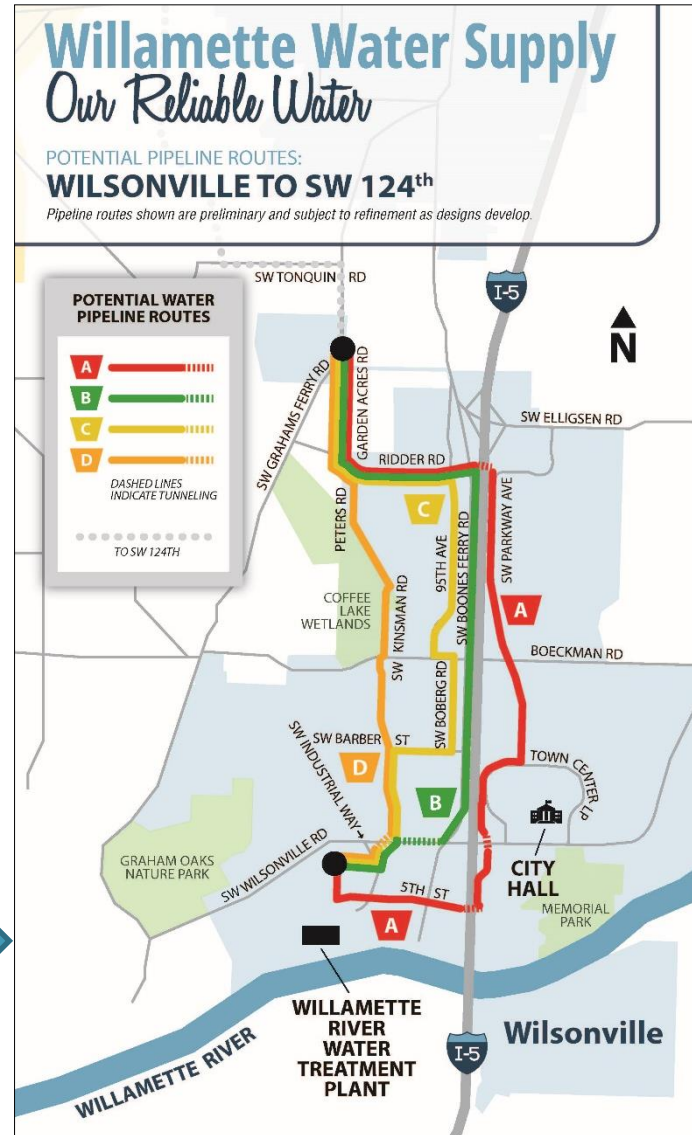 Willamette Water Supply
Our Reliable Water
POTENTIAL PIPELINE ROUTES:
WILSONVILLE TO SW 124th
Pipeline routes shown are preliminary and subject to refinement as designs develop.
SW TONQUIN RD
I-5
N
POTENTIAL WATER
PIPELINE ROUTES
A
B
C
D
DASHED LINES
INDICATE TUNNELING
TO SW 124TH
SW GRAHAMS FERRY RD
GARDEN ACRES RD
SW ELLIGSEN RD
RIDDER RD
PETERS RD
C
95TH AVE
SW BOONES FERRY RD
SW PARKWAY AVE
A
COFFEE
LAKE
WETLANDS
SW KINSMAN RD
BOECKMAN RD
SW BOBERG RD
SW BARBER ST
SW INDUSTRIAL WAY
D
B
TOWN CENTER LP
CITY
HALL
GRAHAM OAKS
NATURE PARK
SW WILSONVILLE RD
5TH ST
MEMORIAL
PARK
A
WILLAMETTE
RIVER
WATER
TREATMENT
PLANT
Wilsonville
I-5
WILLAMETTE RIVER